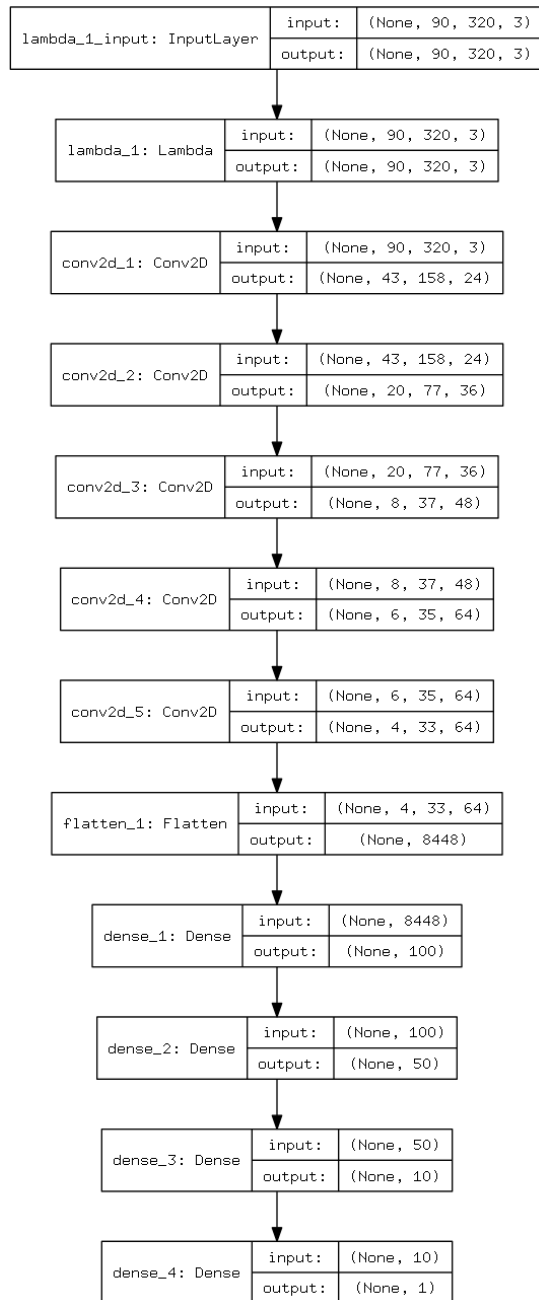 lambda_1_input: InputLayer
input: (None, 90, 320, 3)
output: (None, 90, 320, 3)
lambda_1: Lambda
input: (None, 90, 320, 3)
output: (None, 90, 320, 3)
conv2d_1: Conv2D
input: (None, 90, 320, 3)
output: (None, 43, 158, 24)
conv2d_2: Conv2D
input: (None, 43, 158, 24)
output: (None, 20, 77, 36)
conv2d_3: Conv2D
input: (None, 20, 77, 36)
output: (None, 8, 37, 48)
conv2d_4: Conv2D
input: (None, 8, 37, 48)
output: (None, 6, 35, 64)
conv2d_5: Conv2D
input: (None, 6, 35, 64)
output: (None, 4, 33, 64)
flatten_1: Flatten
input: (None, 4, 33, 64)
output: (None, 8448)
dense_1: Dense
input: (None, 8448)
output: (None, 100)
dense_2: Dense
input: (None, 100)
output: (None, 50)
dense_3: Dense
input: (None, 50)
output: (None, 10)
dense_4: Dense
input: (None, 10)
output: (None, 1)